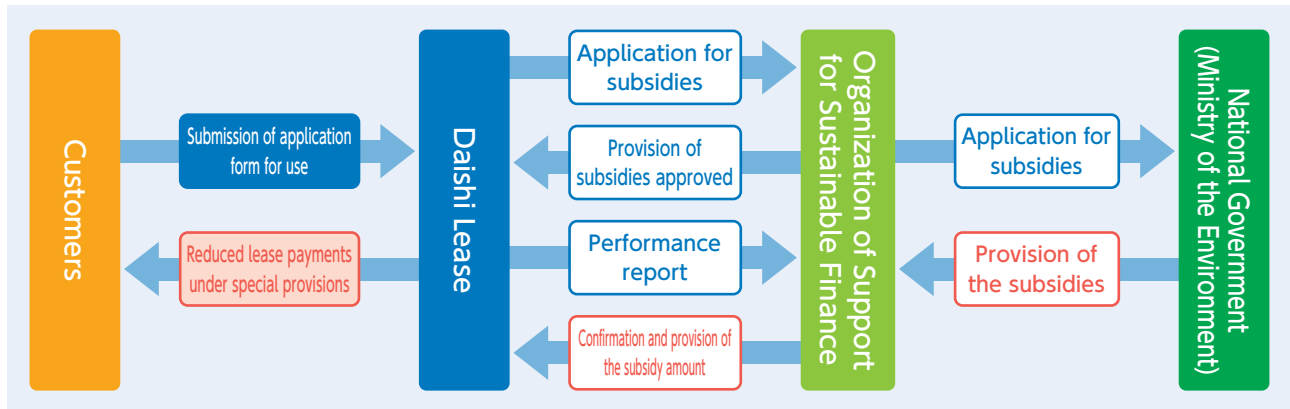 Customers
Submission of application
form for use
Reduced lease payments
under special provisions
Daishi Lease
Application for
subsidies
Provision of
subsidies approved
Performance
report
Confirmation and provision of
the subsidy amount
Organization of Support
for Sustainable Finance
Application for
subsidies
Provision of
the subsidies
National Government
(Ministry of the Environment)